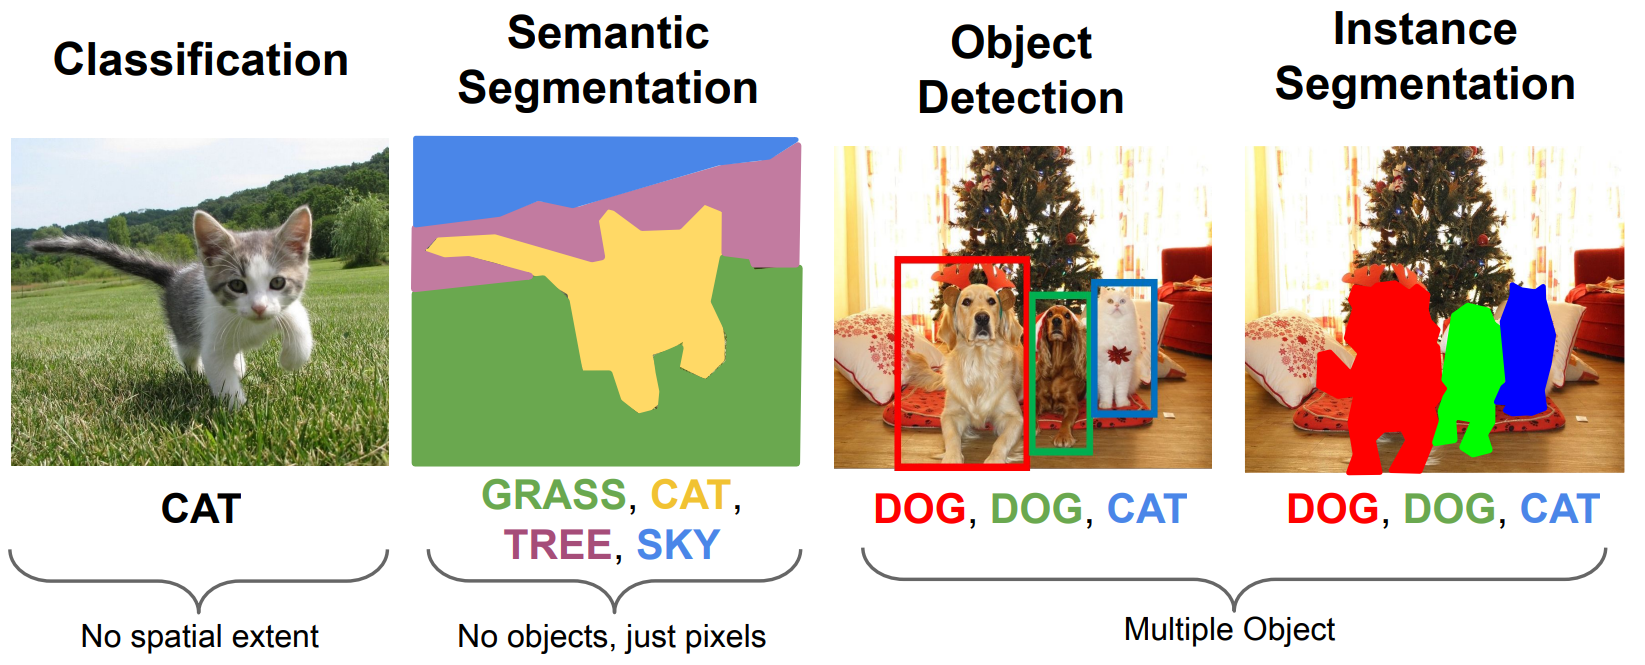 Classification
Semantic
Segmentation
Object
Detection
Instance
Segmentation
CAT
GRASS, CAT,
TREE, SKY
DOG, DOG, CAT
DOG, DOG, CAT
No spatial extent
No objects, just pixels
Multiple Object